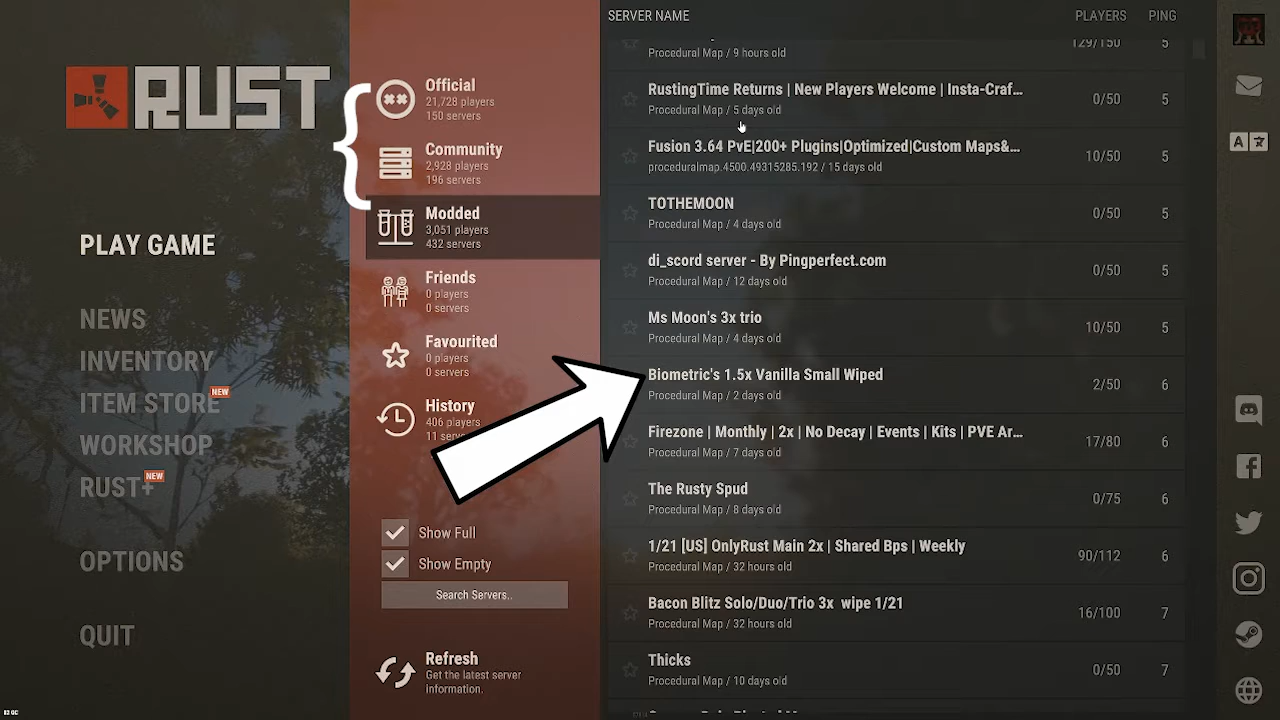 RUST
PLAY GAME
NEWS
INVENTORY
ITEM STORE
NEW
WORKSHOP
RUST+
NEW
OPTIONS
QUIT
Official
21,728 players
150 servers
Community
2,928 players
196 servers
Modded
3,051 players
432 servers
Friends
0 players
0 servers
Favourited
0 players
0 servers
History
406 players
11 servers
Show Full
Show Empty
Search Servers..
Refresh
Get the latest server
information.
SERVER NAME PLAYERS PING
129/150 5
Procedural Map / 9 hours old
RustingTime Returns | New Players Welcome | Insta-Craf... 0/50 5
Procedural Map / 5 days old
Fusion 3.64 PvE|200+ Plugins|Optimized|Custom Maps&... 10/50 5
proceduralmap.4500.49315285.192 / 15 days old
TOTHEMOON 0/50 5
Procedural Map / 4 days old
di_scord server - By Pingperfect.com 0/50 5
Procedural Map / 12 days old
Ms Moon's 3x trio 10/50 5
Procedural Map / 4 days old
Biometric's 1.5x Vanilla Small Wiped 2/50 6
Procedural Map / 2 days old
Firezone | Monthly | 2x | No Decay | Events | Kits | PVE Ar... 17/80 6
Procedural Map / 7 days old
The Rusty Spud 0/75 6
Procedural Map / 8 days old
1/21 [US] OnlyRust Main 2x | Shared Bps | Weekly 90/112 6
Procedural Map / 32 hours old
Bacon Blitz Solo/Duo/Trio 3x wipe 1/21 16/100 7
Procedural Map / 32 hours old
Thicks 0/50 7
Procedural Map / 10 days old